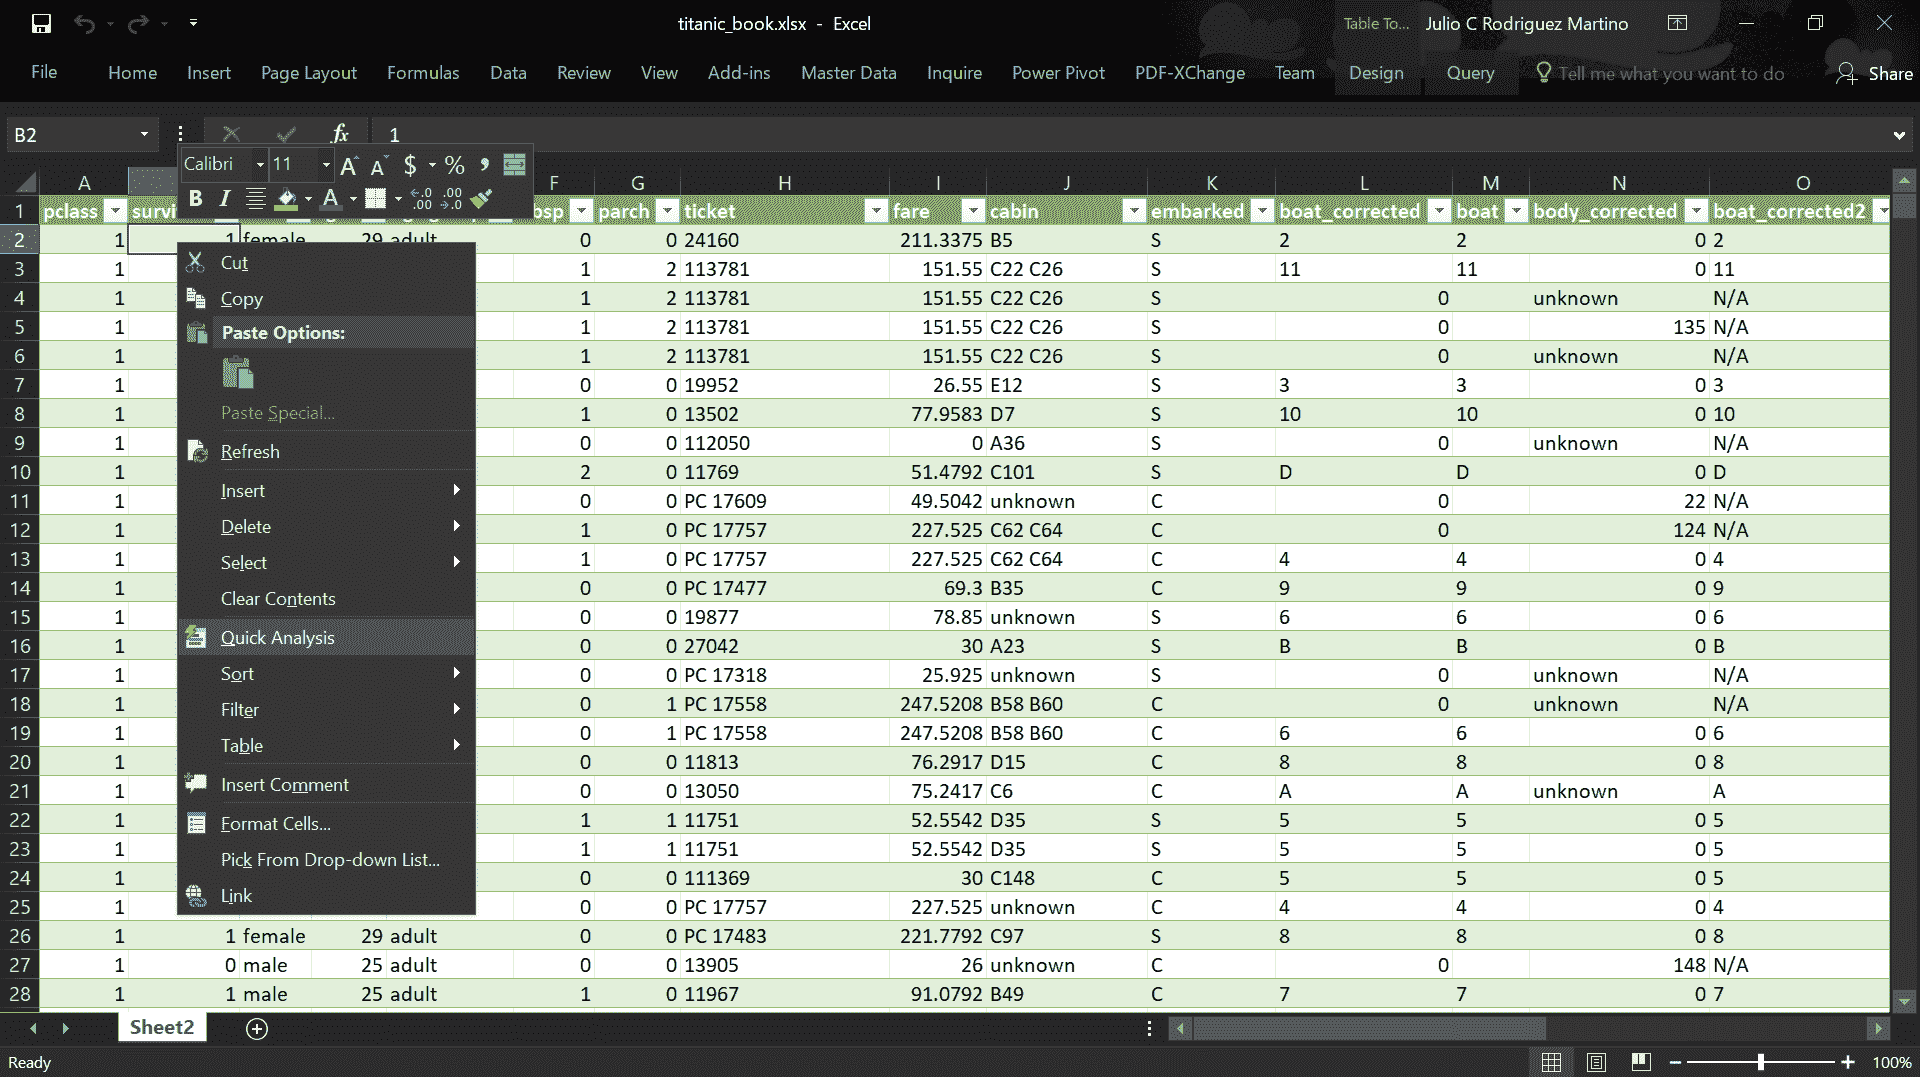 titanic_book.xlsx - Excel
Table To... Julio C Rodriguez Martino
File Home Insert Page Layout Formulas Data Review View Add-ins Master Data Inquire Power Pivot PDF-XChange Team Design Query Tell me what you want to do Share
B2 fx 1
Calibri 11 A A $ % ,
B I A .00 .00
A F G H I J K L M N O
1 pclass parch ticket fare cabin embarked boat_corrected boat body_corrected boat_corrected2
2 1 1 female 29 adult 0 0 24160 211.3375 B5 S 2 2 0 2
3 1 1 2 113781 151.55 C22 C26 S 11 11 0 11
4 1 1 2 113781 151.55 C22 C26 S 0 unknown N/A
5 1 1 2 113781 151.55 C22 C26 S 0 135 N/A
6 1 1 2 113781 151.55 C22 C26 S 0 unknown N/A
7 1 0 0 19952 26.55 E12 S 3 3 0 3
8 1 1 0 13502 77.9583 D7 S 10 10 0 10
9 1 0 0 112050 0 A36 S 0 unknown N/A
10 1 2 0 11769 51.4792 C101 S D D 0 D
11 1 0 0 PC 17609 49.5042 unknown C 0 22 N/A
12 1 1 0 PC 17757 227.525 C62 C64 C 0 124 N/A
13 1 1 0 PC 17757 227.525 C62 C64 C 4 4 0 4
14 1 0 0 PC 17477 69.3 B35 C 9 9 0 9
15 1 0 0 19877 78.85 unknown S 6 6 0 6
16 1 0 0 27042 30 A23 S B B 0 B
17 1 0 0 PC 17318 25.925 unknown S 0 unknown N/A
18 1 0 1 PC 17558 247.5208 B58 B60 C 0 unknown N/A
19 1 0 1 PC 17558 247.5208 B58 B60 C 6 6 0 6
20 1 0 0 11813 76.2917 D15 C 8 8 0 8
21 1 0 0 13050 75.2417 C6 C A A unknown A
22 1 1 1 11751 52.5542 D35 S 5 5 0 5
23 1 1 1 11751 52.5542 D35 S 5 5 0 5
24 1 0 0 111369 30 C148 C 5 5 0 5
25 1 0 0 PC 17757 227.525 unknown C 4 4 0 4
26 1 1 female 29 adult 0 0 PC 17483 221.7792 C97 S 8 8 0 8
27 1 0 male 25 adult 0 0 13905 26 unknown C 0 148 N/A
28 1 1 male 25 adult 1 0 11967 91.0792 B49 C 7 7 0 7
Cut
Copy
Paste Options:
Paste Special...
Refresh
Insert
Delete
Select
Clear Contents
Quick Analysis
Sort
Filter
Table
Insert Comment
Format Cells...
Pick From Drop-down List...
Link
Sheet2
Ready 100%